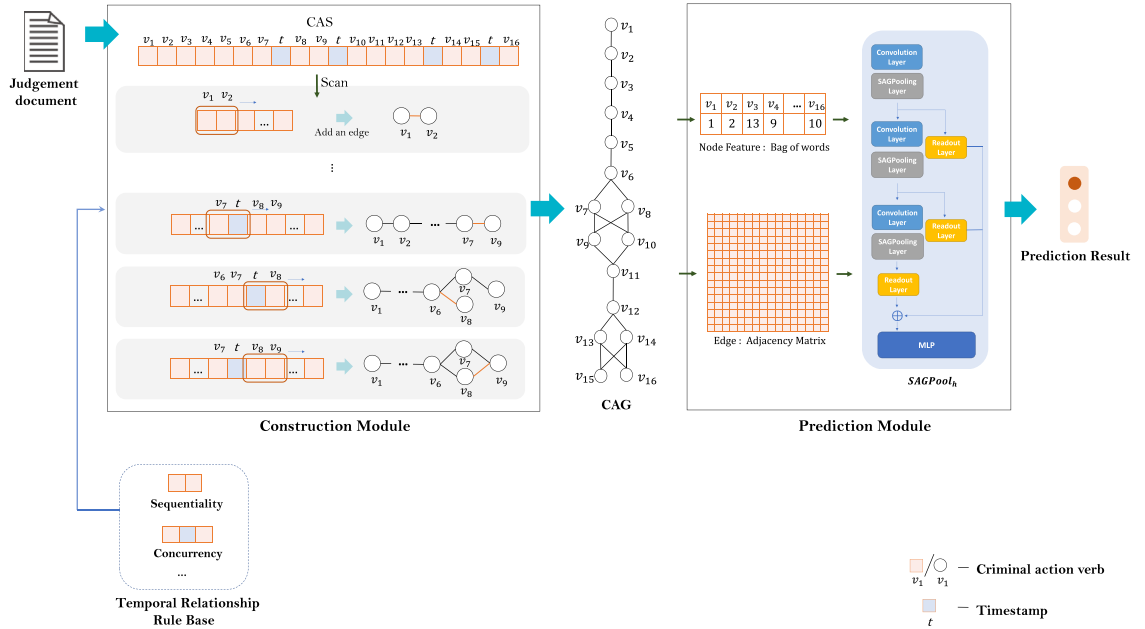 Judgement
document
CAS
v1 v2 v3 v4 v5 v6 v7 t v8 v9 t v10 v11 v12 v13 t v14 v15 t v16
Scan
v1 v2
...
Add an edge
v1 v2
⋮
v7 t v8 v9
... ...
v1 v2 ... v7 v9
v6 v7 t v8
... ...
v1 ... v6 v7 v8 v9
v7 t v8 v9
... ...
v1 ... v6 v7 v8 v9
Construction Module
v1
v2
v3
v4
v5
v6
v7 v8
v9 v10
v11
v12
v13 v14
v15 v16
CAG
v1 v2 v3 v4 ... v16
1 2 13 9 10
Node Feature : Bag of words
Edge : Adjacency Matrix
Convolution
Layer
SAGPooling
Layer
Convolution
Layer
Readout
Layer
SAGPooling
Layer
Convolution
Layer
Readout
Layer
SAGPooling
Layer
Readout
Layer
MLP
SAGPoolh
Prediction Module
Prediction Result
Sequentiality
Concurrency
...
Temporal Relationship
Rule Base
v1 / v1 — Criminal action verb
t — Timestamp